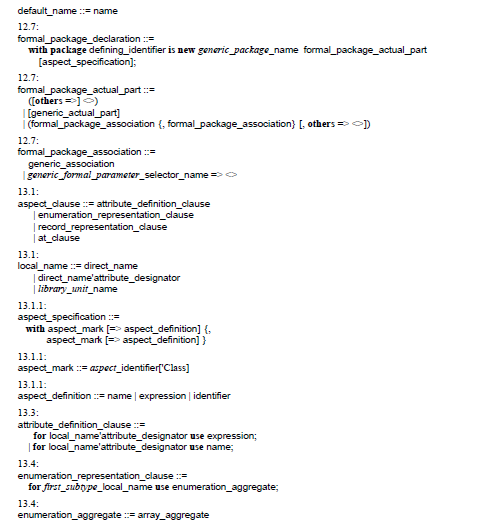 default_name ::= name
12.7:
formal_package_declaration ::=
with package defining_identifier is new generic_package_name formal_package_actual_part
[aspect_specification];
12.7:
formal_package_actual_part ::=
([others =>] <>)
| [generic_actual_part]
| (formal_package_association {, formal_package_association} [, others => <>])
12.7:
formal_package_association ::=
generic_association
| generic_formal_parameter_selector_name => <>
13.1:
aspect_clause ::= attribute_definition_clause
| enumeration_representation_clause
| record_representation_clause
| at_clause
13.1:
local_name ::= direct_name
| direct_name'attribute_designator
| library_unit_name
13.1.1:
aspect_specification ::=
with aspect_mark [=> aspect_definition] {,
aspect_mark [=> aspect_definition] }
13.1.1:
aspect_mark ::= aspect_identifier['Class]
13.1.1:
aspect_definition ::= name | expression | identifier
13.3:
attribute_definition_clause ::=
for local_name'attribute_designator use expression;
| for local_name'attribute_designator use name;
13.4:
enumeration_representation_clause ::=
for first_subtype_local_name use enumeration_aggregate;
13.4:
enumeration_aggregate ::= array_aggregate